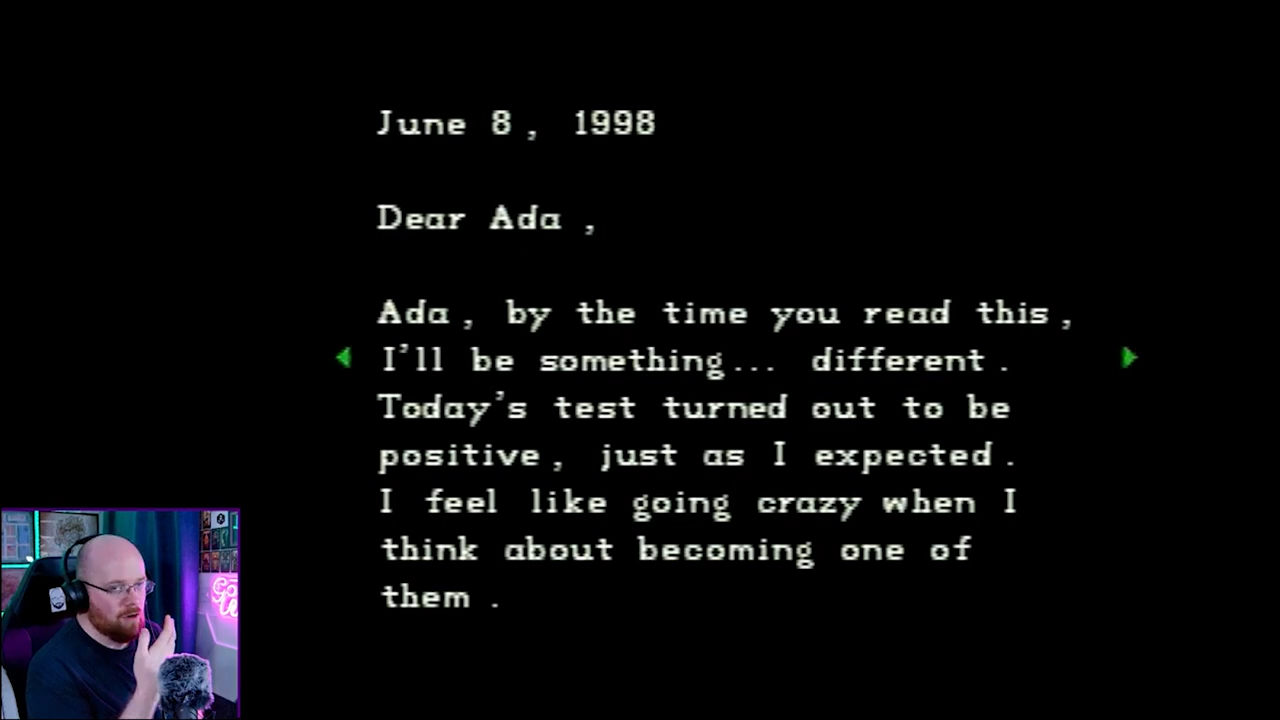 June 8, 1998
Dear Ada,
Ada, by the time you read this,
I'll be something... different.
Today's test turned out to be
positive, just as I expected.
I feel like going crazy when I
think about becoming one of
them.